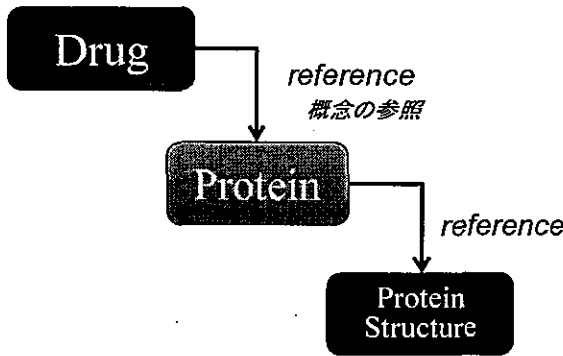 Drug
reference
概念の参照
Protein
reference
Protein
Structure